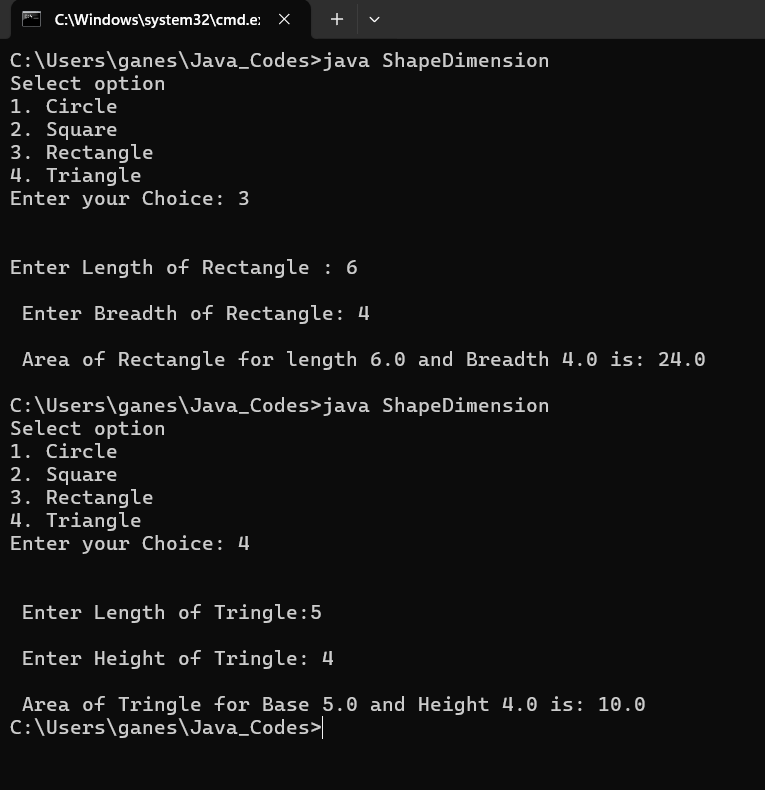 C:\Windows\system32\cmd.e
C:\Users\ganes\Java_Codes>java ShapeDimension
Select option
1. Circle
2. Square
3. Rectangle
4. Triangle
Enter your Choice: 3
Enter Length of Rectangle : 6
Enter Breadth of Rectangle: 4
Area of Rectangle for length 6.0 and Breadth 4.0 is: 24.0
C:\Users\ganes\Java_Codes>java ShapeDimension
Select option
1. Circle
2. Square
3. Rectangle
4. Triangle
Enter your Choice: 4
Enter Length of Tringle:5
Enter Height of Tringle: 4
Area of Tringle for Base 5.0 and Height 4.0 is: 10.0
C:\Users\ganes\Java_Codes>